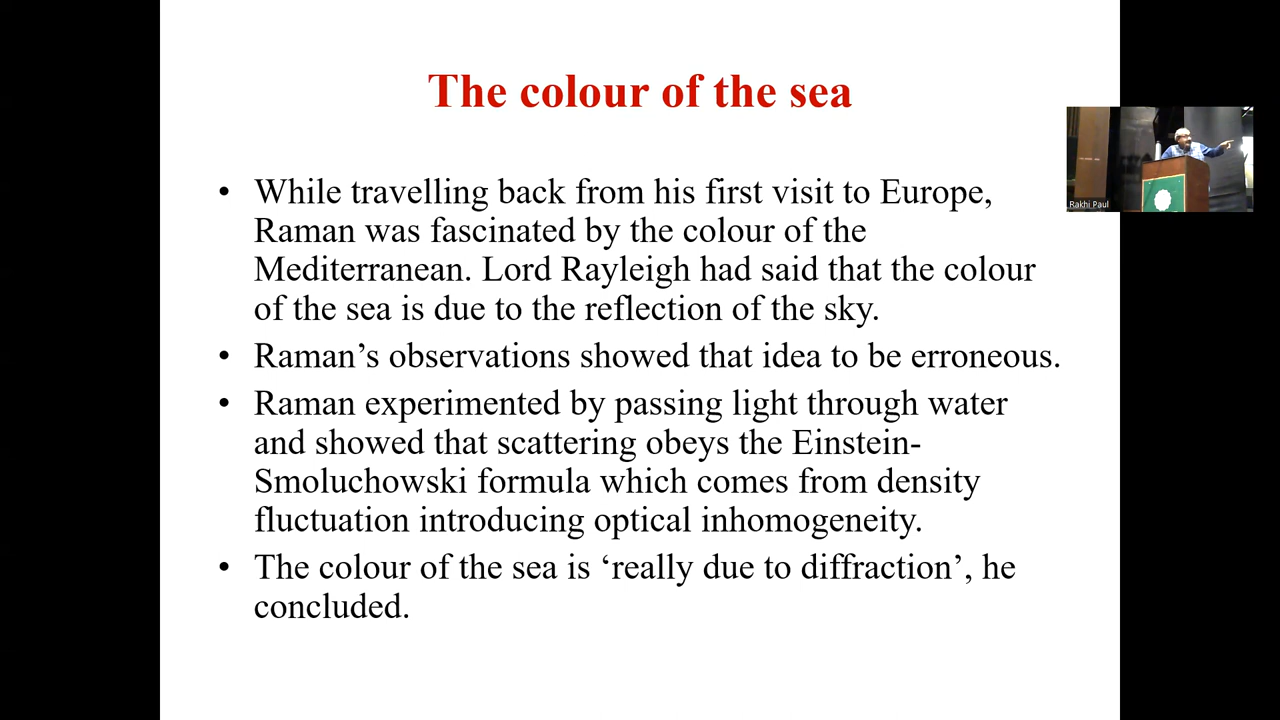 The colour of the sea
• While travelling back from his first visit to Europe,
Raman was fascinated by the colour of the
Mediterranean. Lord Rayleigh had said that the colour
of the sea is due to the reflection of the sky.
• Raman’s observations showed that idea to be erroneous.
• Raman experimented by passing light through water
and showed that scattering obeys the Einstein-
Smoluchowski formula which comes from density
fluctuation introducing optical inhomogeneity.
• The colour of the sea is ‘really due to diffraction’, he
concluded.
Rakhi Paul